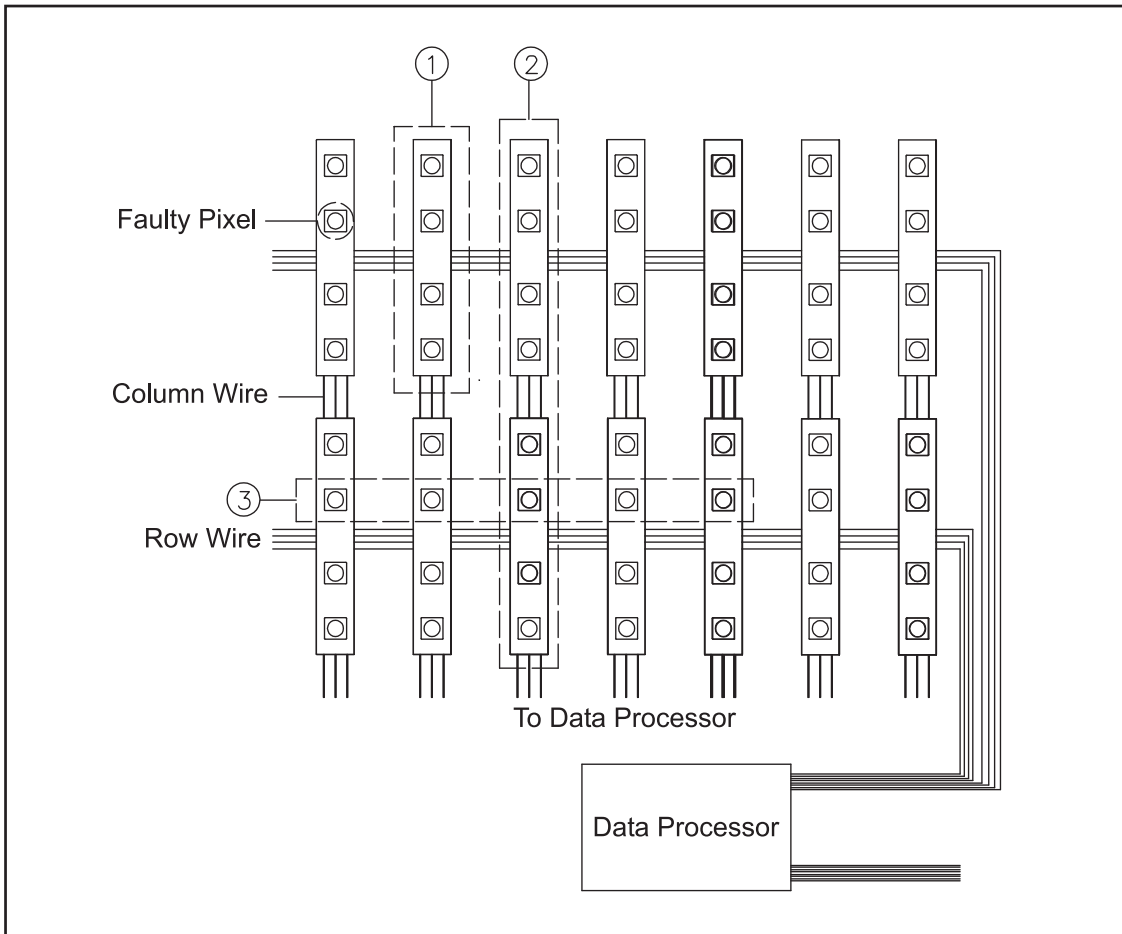 ①
②
Faulty Pixel
Column Wire
③
Row Wire
To Data Processor
Data Processor